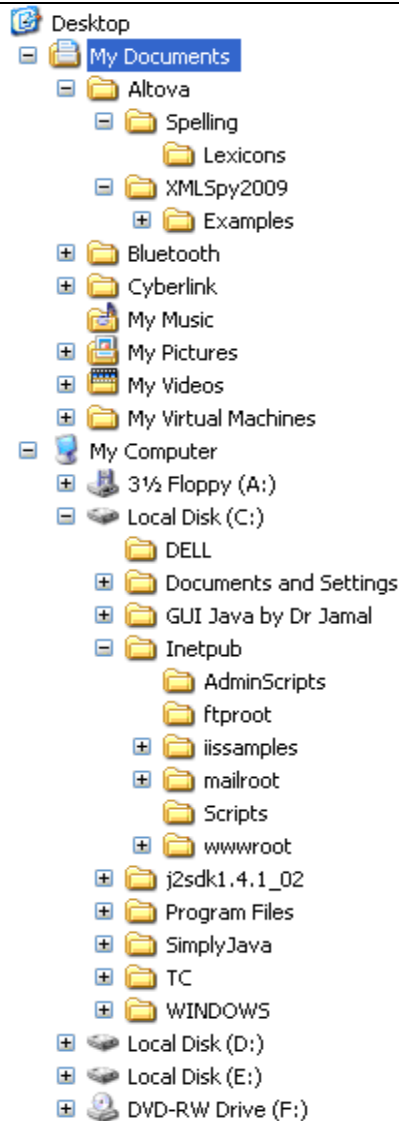 Desktop
My Documents
Altova
Spelling
Lexicons
XMLSpy2009
Examples
Bluetooth
Cyberlink
My Music
My Pictures
My Videos
My Virtual Machines
My Computer
3½ Floppy (A:)
Local Disk (C:)
DELL
Documents and Settings
GUI Java by Dr Jamal
Inetpub
AdminScripts
ftproot
iissamples
mailroot
Scripts
wwwroot
j2sdk1.4.1_02
Program Files
SimplyJava
TC
WINDOWS
Local Disk (D:)
Local Disk (E:)
DVD-RW Drive (F:)